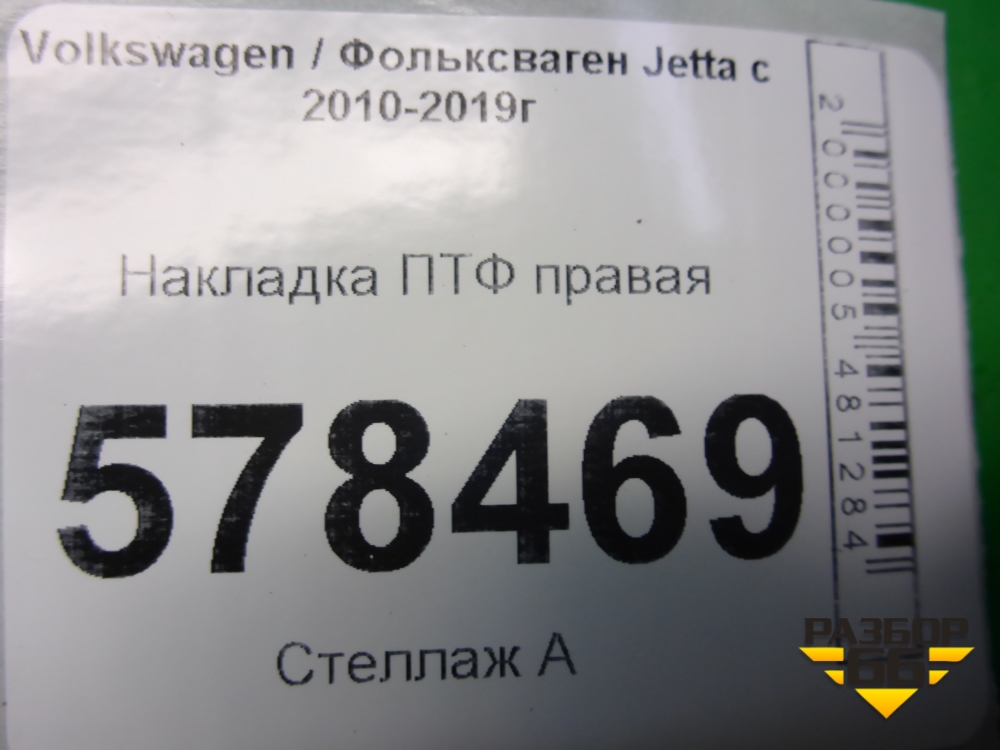 Volkswagen / Фольксваген Jetta с
2010-2019г
Накладка ПТФ правая
578469
Стеллаж А
2000005481284
РАЗБОР
66